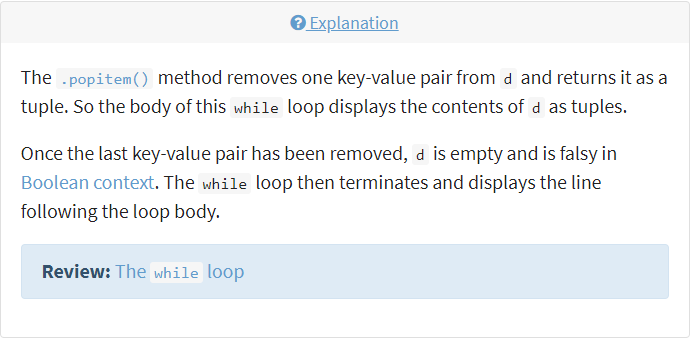 Explanation
The .popitem() method removes one key-value pair from d and returns it as a
tuple. So the body of this while loop displays the contents of d as tuples.
Once the last key-value pair has been removed, d is empty and is falsy in
Boolean context. The while loop then terminates and displays the line
following the loop body.
Review: The while loop